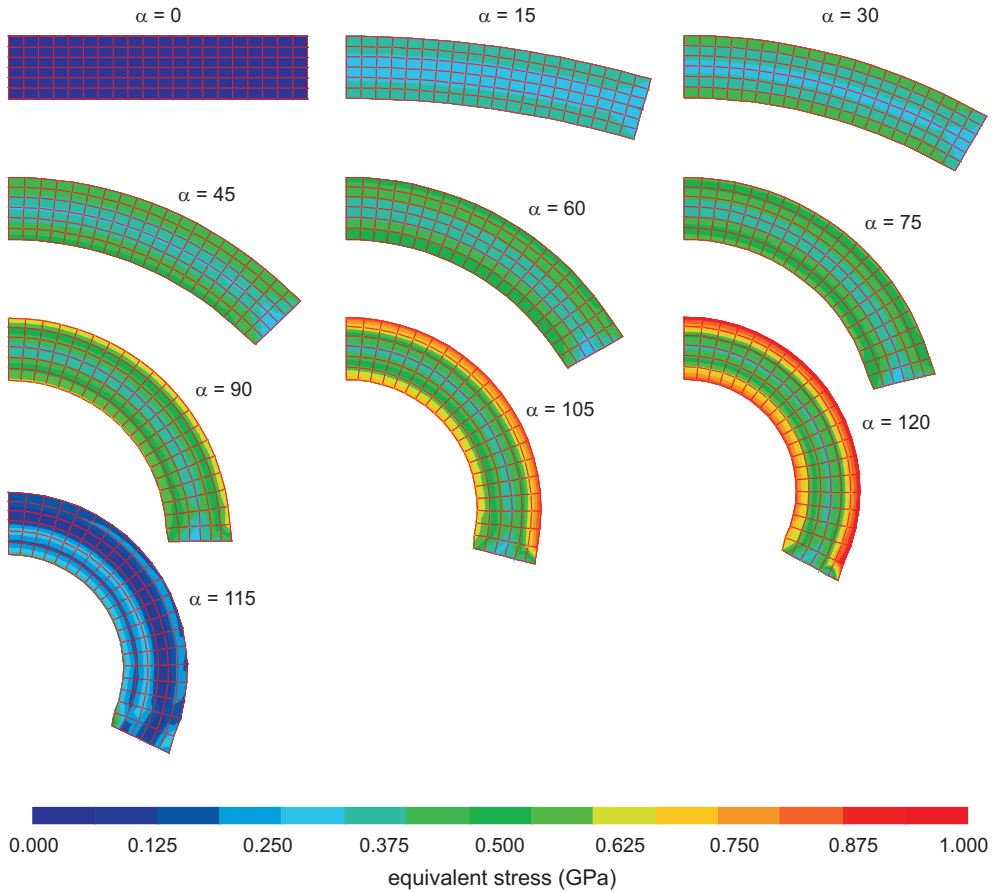 α = 0
α = 15
α = 30
α = 45
α = 60
α = 75
α = 90
α = 105
α = 120
α = 115
0.000 0.125 0.250 0.375 0.500 0.625 0.750 0.875 1.000
equivalent stress (GPa)